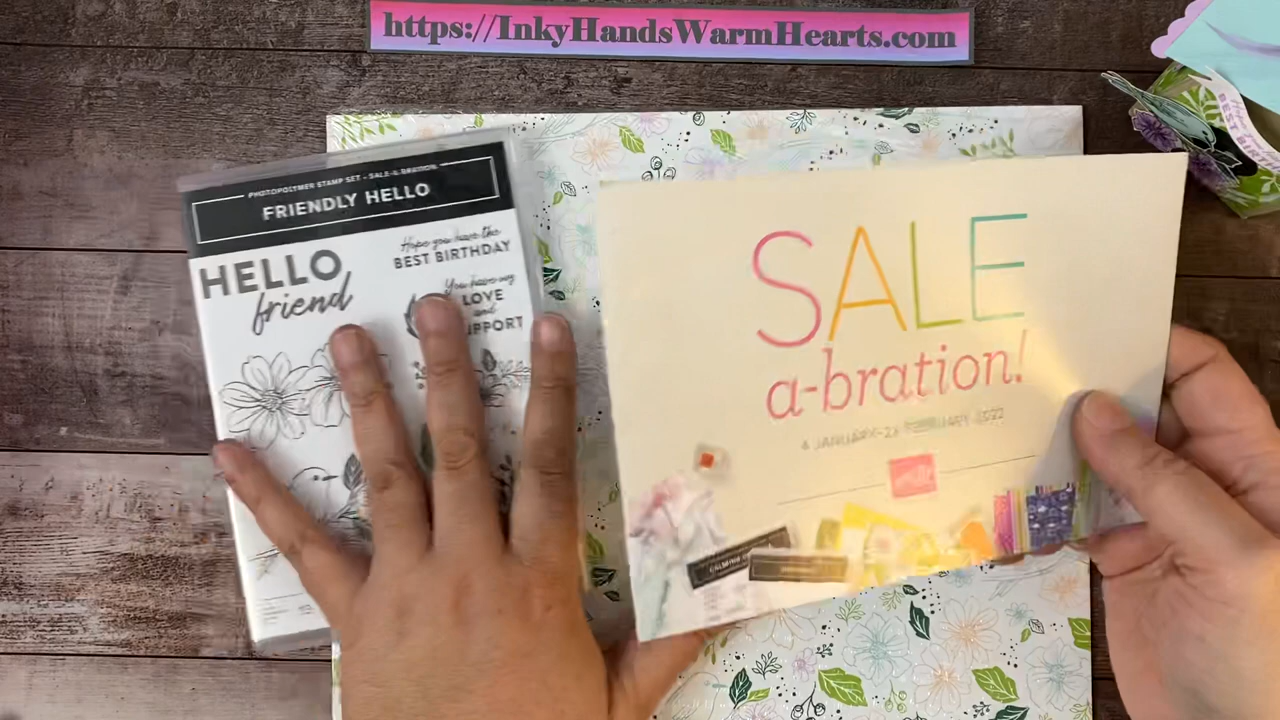 https://InkyHandsWarmHearts.com
PHOTOPOLYMER STAMP SET • SALE-A-BRATION
FRIENDLY HELLO
HELLO
friend
Hope you have the
BEST BIRTHDAY
You have my
LOVE
and
SALE
a-bration!